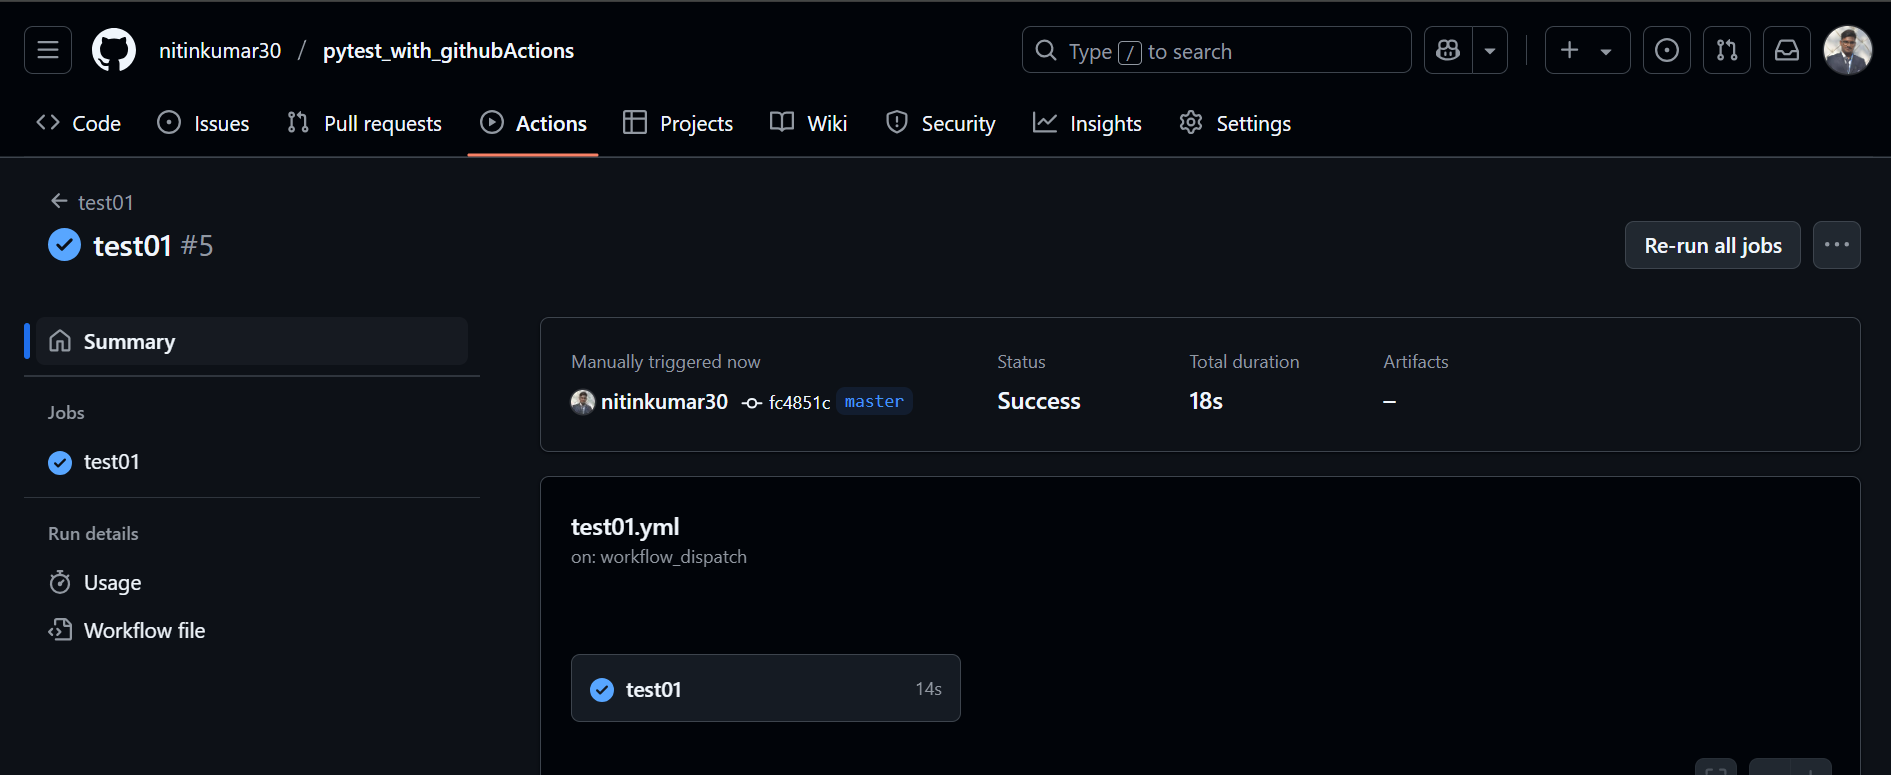 nitinkumar30 / pytest_with_githubActions
Type / to search
Code Issues Pull requests Actions Projects Wiki Security Insights Settings
test01
test01 #5
Re-run all jobs
Summary
Jobs
test01
Run details
Usage
Workflow file
Manually triggered now
nitinkumar30 fc4851c master
Status
Success
Total duration
18s
Artifacts
–
test01.yml
on: workflow_dispatch
test01 14s